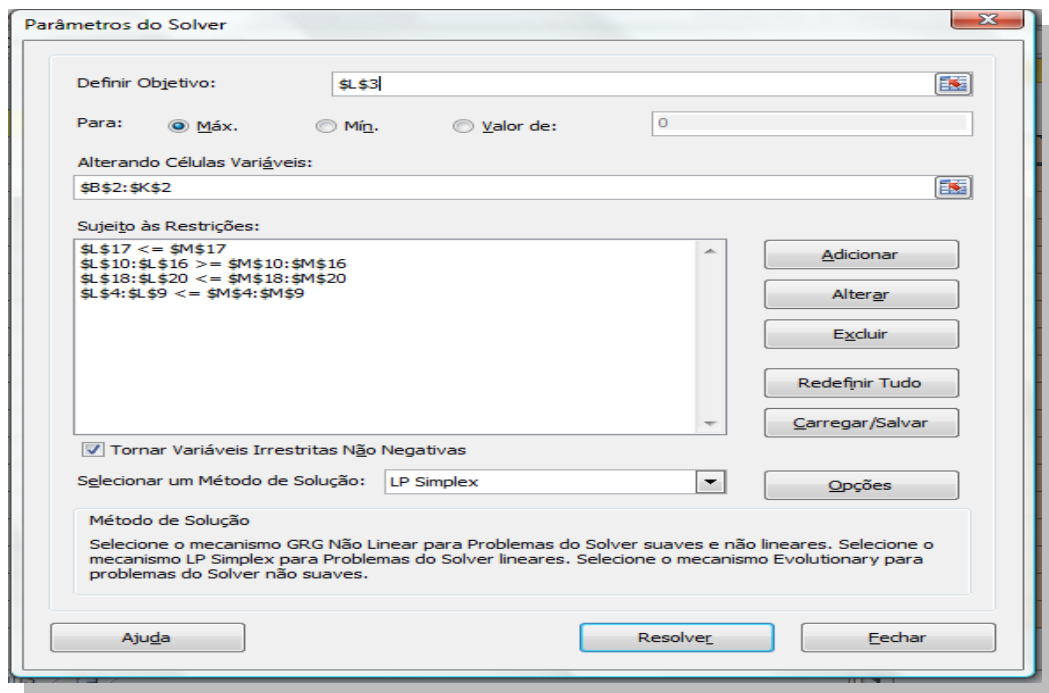 Parâmetros do Solver
Definir Objetivo:
$L$3
Para:
Máx.
Mín.
Valor de:
0
Alterando Células Variáveis:
$B$2:$K$2
Sujeito às Restrições:
$L$17 <= $M$17
$L$10:$L$16 >= $M$10:$M$16
$L$18:$L$20 <= $M$18:$M$20
$L$4:$L$9 <= $M$4:$M$9
Adicionar
Alterar
Excluir
Redefinir Tudo
Carregar/Salvar
Tornar Variáveis Irrestritas Não Negativas
Selecionar um Método de Solução:
LP Simplex
Opções
Método de Solução
Selecione o mecanismo GRG Não Linear para Problemas do Solver suaves e não lineares. Selecione o
mecanismo LP Simplex para Problemas do Solver lineares. Selecione o mecanismo Evolutionary para
problemas do Solver não suaves.
Ajuda
Resolver
Fechar